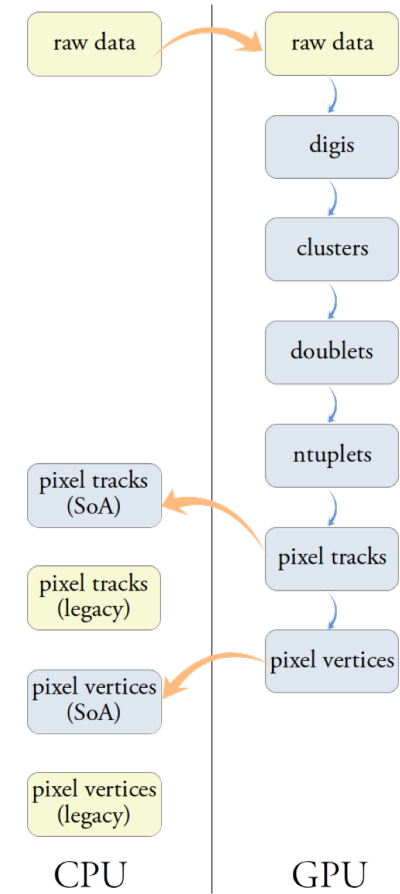 raw data
raw data
digis
clusters
doublets
ntuplets
pixel tracks
(SoA)
pixel tracks
pixel tracks
(legacy)
pixel vertices
pixel vertices
(SoA)
pixel vertices
(legacy)
CPU
GPU